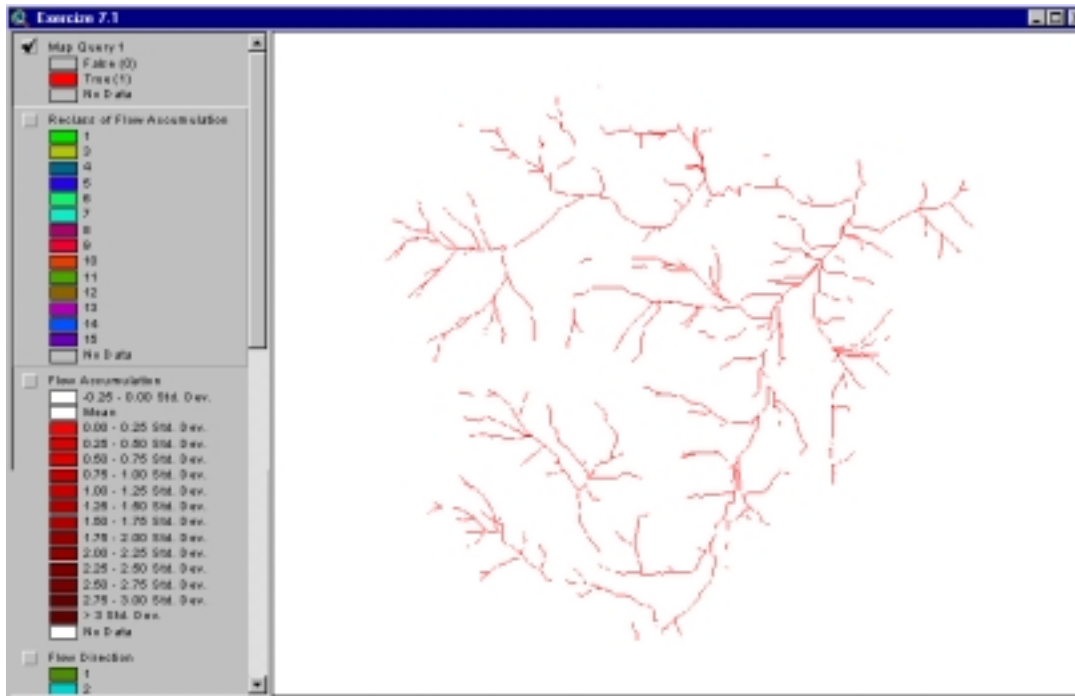 Exercize 7.1
Map Query 1
False (0)
True (1)
No Data
Reclass of Flow Accumulation
1
3
4
5
6
7
8
9
10
11
12
13
14
15
No Data
Flow Accumulation
-0.25 - 0.00 Std. Dev.
Mean
0.00 - 0.25 Std. Dev.
0.25 - 0.50 Std. Dev.
0.50 - 0.75 Std. Dev.
0.75 - 1.00 Std. Dev.
1.00 - 1.25 Std. Dev.
1.25 - 1.50 Std. Dev.
1.50 - 1.75 Std. Dev.
1.75 - 2.00 Std. Dev.
2.00 - 2.25 Std. Dev.
2.25 - 2.50 Std. Dev.
2.50 - 2.75 Std. Dev.
2.75 - 3.00 Std. Dev.
> 3 Std. Dev.
No Data
Flow Direction
1
2